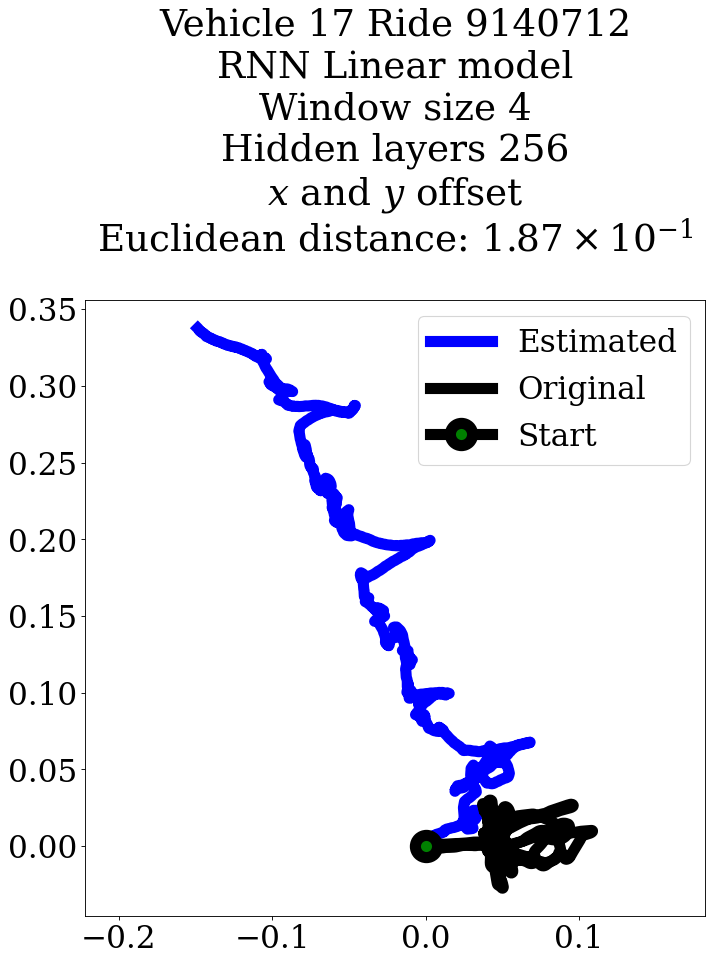 Vehicle 17 Ride 9140712
RNN Linear model
Window size 4
Hidden layers 256
x and y offset
Euclidean distance: 1.87 × 10⁻¹
0.35
0.30
0.25
0.20
0.15
0.10
0.05
0.00
Estimated
Original
Start
−0.2
−0.1
0.0
0.1